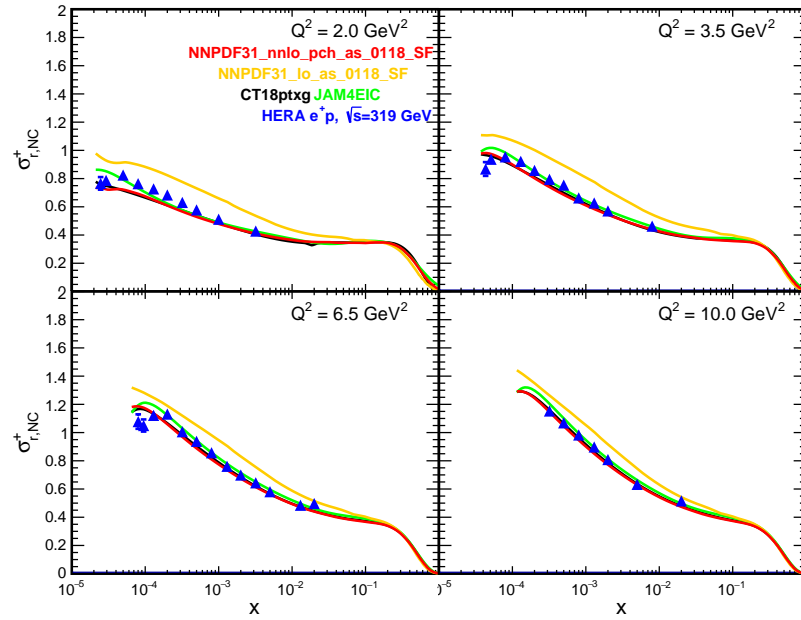 Q² = 2.0 GeV²
NNPDF31_nnlo_pch_as_0118_SF
NNPDF31_lo_as_0118_SF
CT18ptxg JAM4EIC
HERA e⁺p, √s=319 GeV
Q² = 3.5 GeV²
σ⁺r,NC
2
1.8
1.6
1.4
1.2
1
0.8
0.6
0.4
0.2
Q² = 6.5 GeV²
Q² = 10.0 GeV²
σ⁺r,NC
2
1.8
1.6
1.4
1.2
1
0.8
0.6
0.4
0.2
0
10⁻⁵ 10⁻⁴ 10⁻³ 10⁻² 10⁻¹
x
10⁻⁵ 10⁻⁴ 10⁻³ 10⁻² 10⁻¹
x